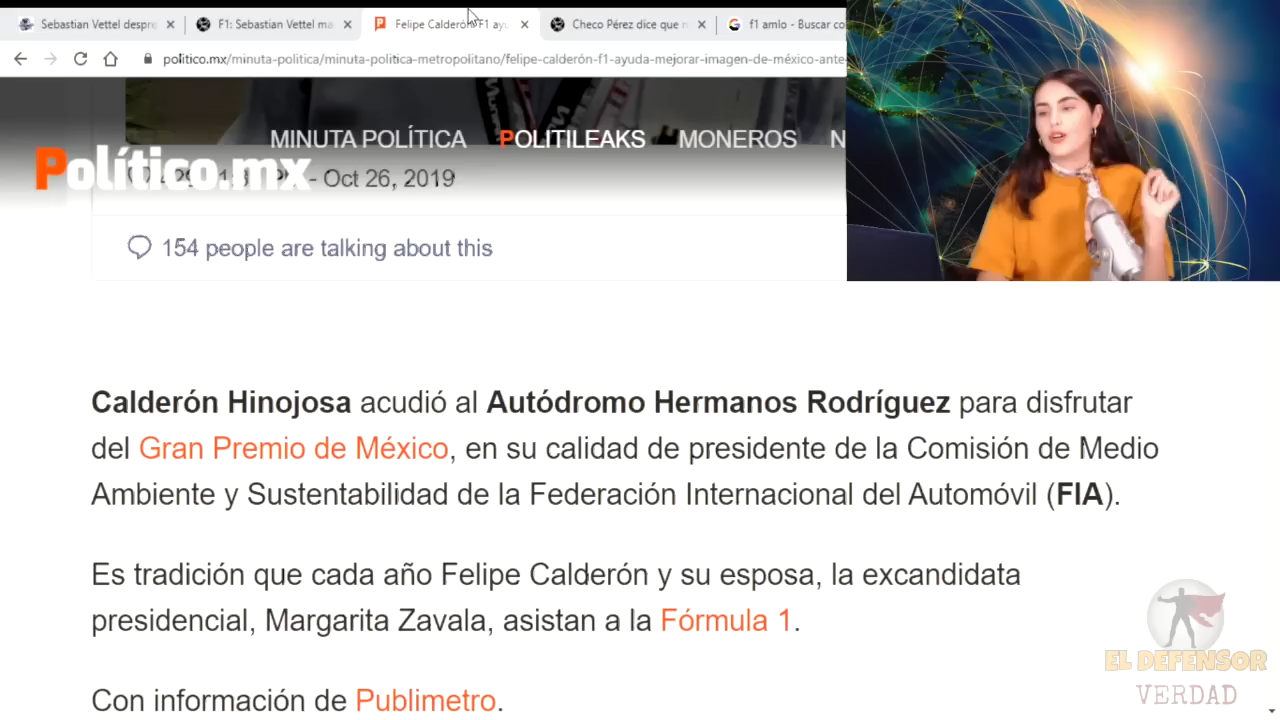 Sebastian Vettel despre
F1: Sebastian Vettel ma
Felipe Calderón: F1 ayu
Checo Pérez dice que n
f1 amlo - Buscar co
politico.mx/minuta-politica/minuta-politica-metropolitano/felipe-calderón-f1-ayuda-mejorar-imagen-de-méxico-ante-
MINUTA POLÍTICA POLITILEAKS MONEROS N
Político.mx
- Oct 26, 2019
154 people are talking about this
Calderón Hinojosa acudió al Autódromo Hermanos Rodríguez para disfrutar
del Gran Premio de México, en su calidad de presidente de la Comisión de Medio
Ambiente y Sustentabilidad de la Federación Internacional del Automóvil (FIA).
Es tradición que cada año Felipe Calderón y su esposa, la excandidata
presidencial, Margarita Zavala, asistan a la Fórmula 1.
Con información de Publimetro.
EL DEFENSOR
VERDAD